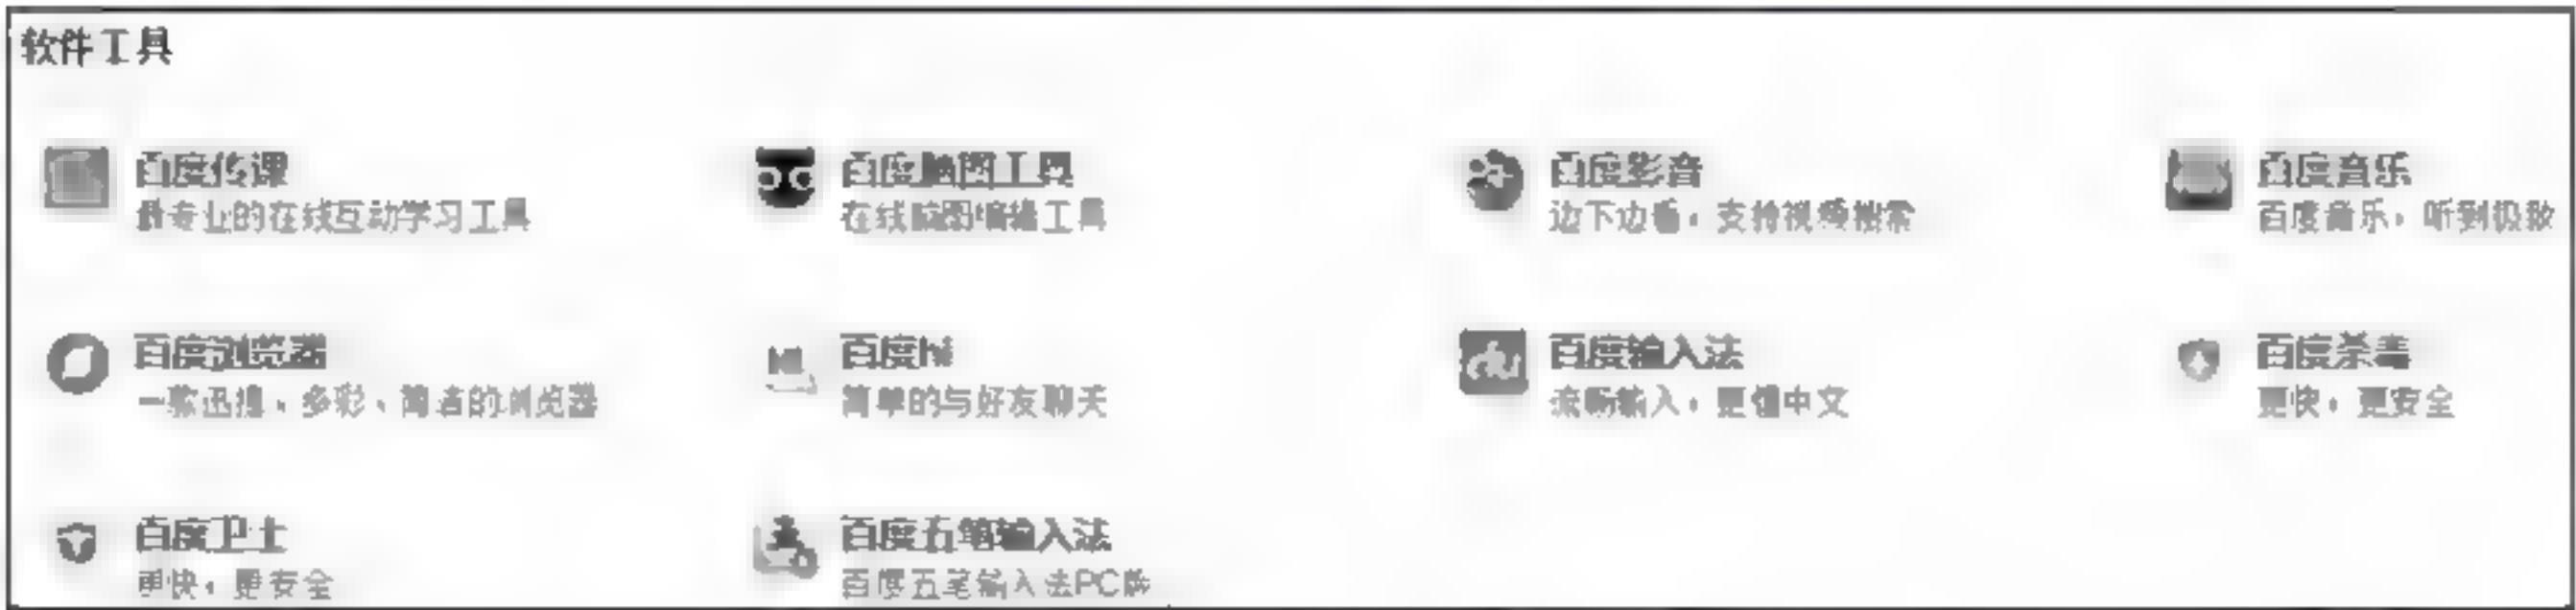 软件工具
百度传课
最专业的在线互动学习工具
百度脑图工具
在线脑图编辑工具
百度影音
边下边看，支持视频搜索
百度音乐
百度音乐，听到极致
百度浏览器
一款迅捷、多彩、简洁的浏览器
百度hi
简单的与好友聊天
百度输入法
流畅输入，更懂中文
百度杀毒
更快，更安全
百度卫士
更快，更安全
百度五笔输入法
百度五笔输入法PC版